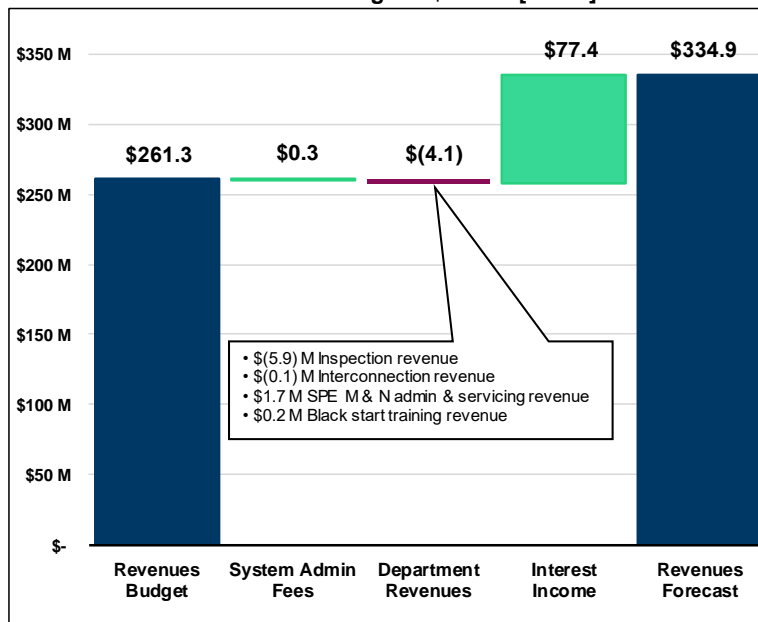 $350 M
$300 M
$250 M
$200 M
$150 M
$100 M
$50 M
$-
$261.3
$0.3
$(4.1)
$77.4
$334.9
• $(5.9) M Inspection revenue
• $(0.1) M Interconnection revenue
• $1.7 M SPE M & N admin & servicing revenue
• $0.2 M Black start training revenue
Revenues
Budget
System Admin
Fees
Department
Revenues
Interest
Income
Revenues
Forecast